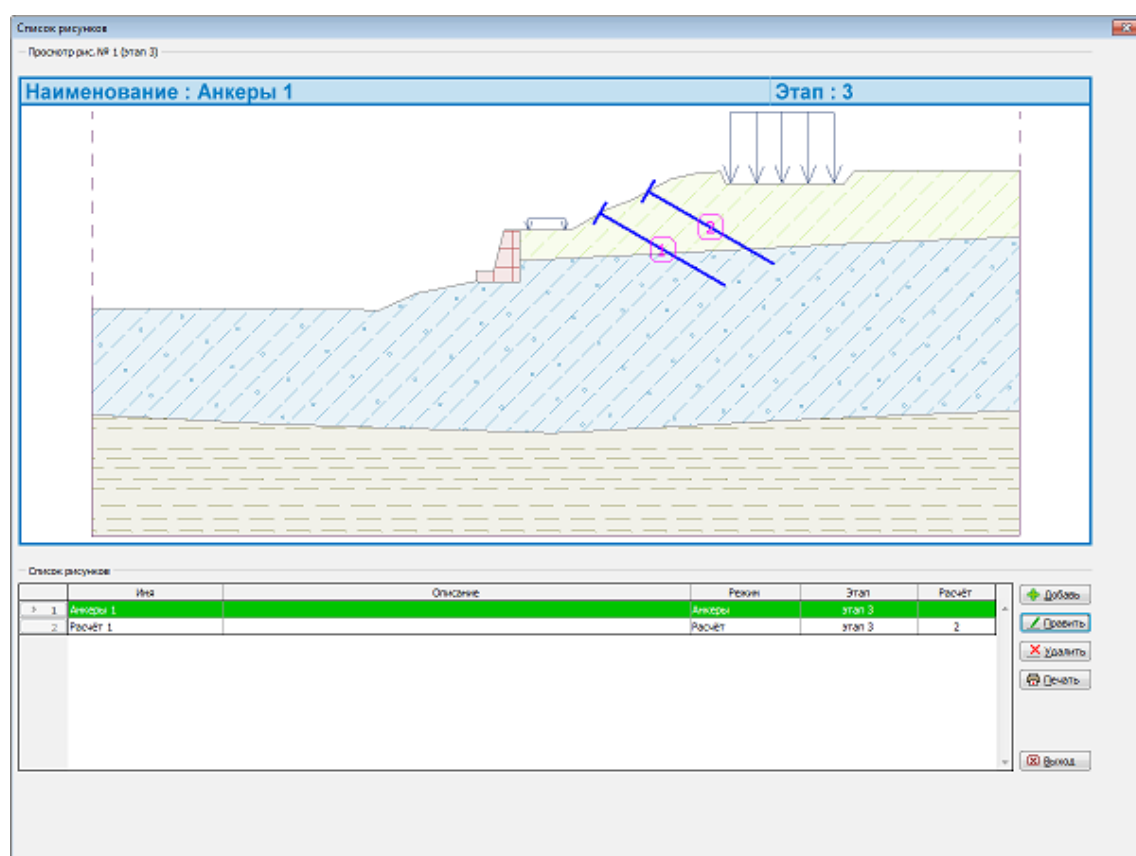 Список рисунков
Просмотр рис. № 1 (этап 3)
Наименование : Анкеры 1 Этап : 3
2
1
Список рисунков
Имя Описание Режим Этап Расчёт
1 Анкеры 1 Анкеры этап 3
2 Расчёт 1 Расчёт этап 3 2
Добавь
Править
Удалить
Печать
Выход